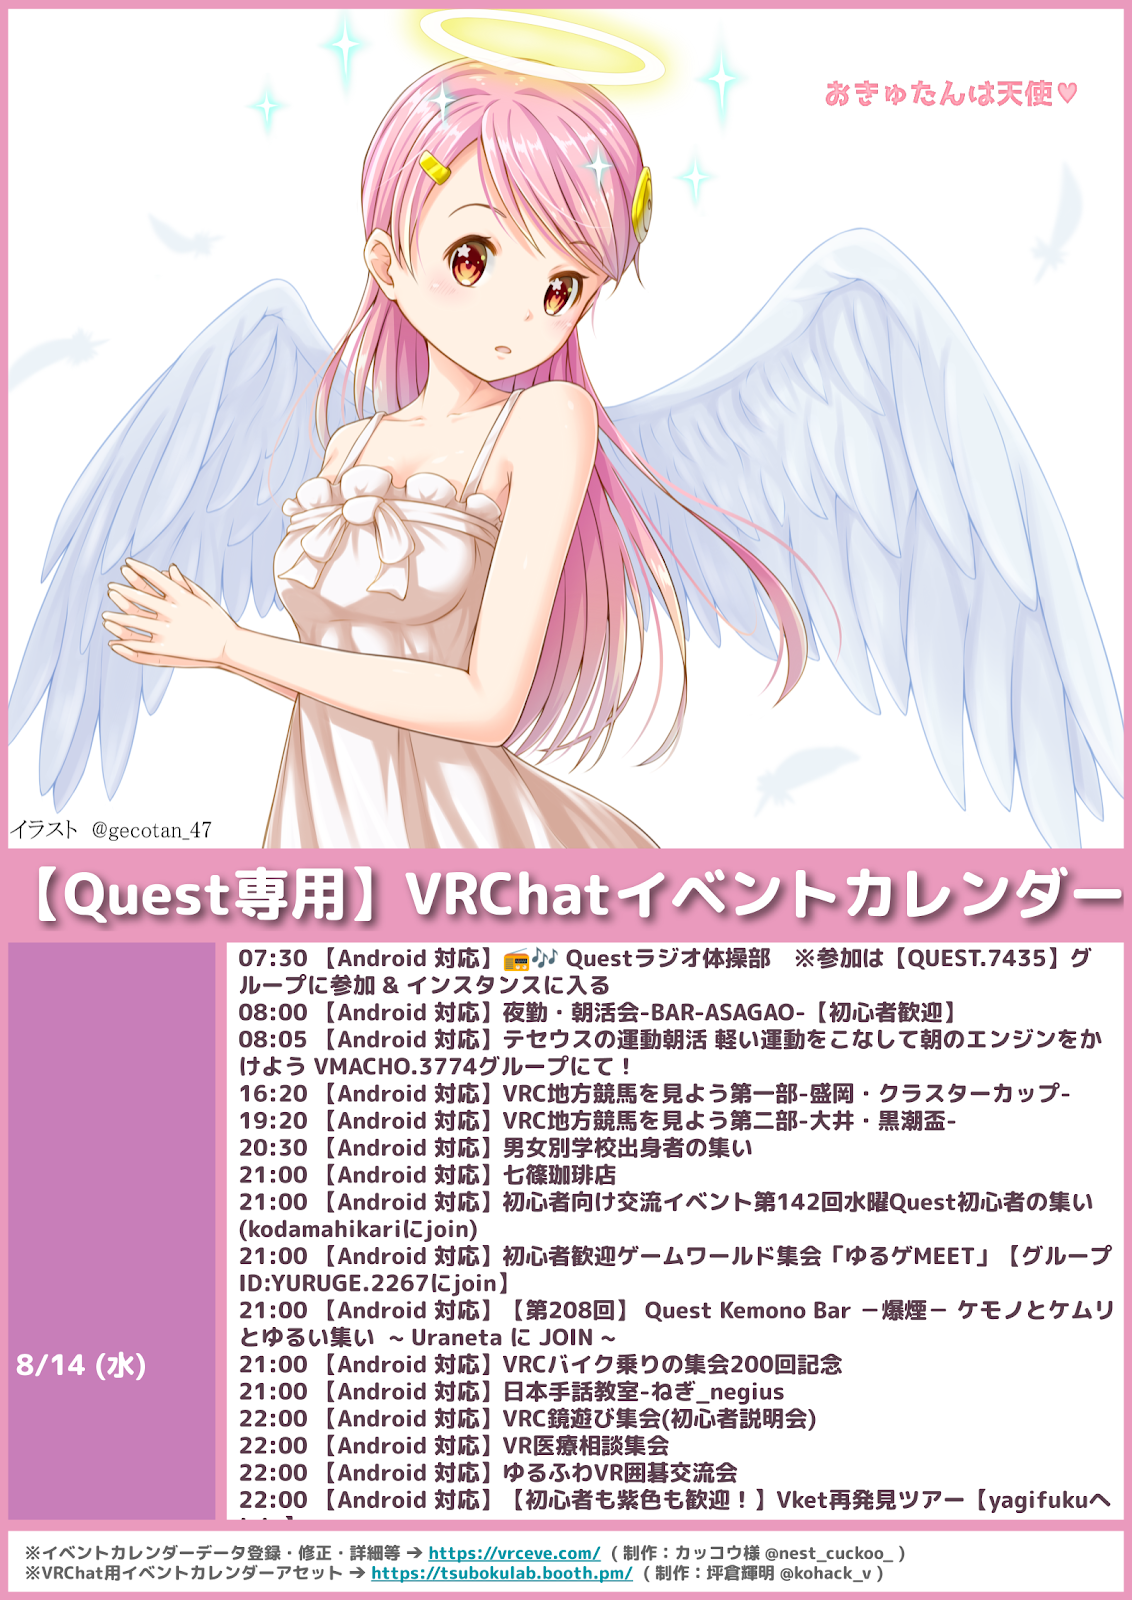 おきゅたんは天使♥
イラスト @gecotan_47
【Quest専用】VRChatイベントカレンダー
8/14 (水)
07:30 【Android 対応】📻🎶 Questラジオ体操部　※参加は【QUEST.7435】グ
ループに参加 & インスタンスに入る
08:00 【Android 対応】夜勤・朝活会-BAR-ASAGAO-【初心者歓迎】
08:05 【Android 対応】テセウスの運動朝活 軽い運動をこなして朝のエンジンをか
けよう VMACHO.3774グループにて！
16:20 【Android 対応】VRC地方競馬を見よう第一部-盛岡・クラスターカップ-
19:20 【Android 対応】VRC地方競馬を見よう第二部-大井・黒潮盃-
20:30 【Android 対応】男女別学校出身者の集い
21:00 【Android 対応】七篠珈琲店
21:00 【Android 対応】初心者向け交流イベント第142回水曜Quest初心者の集い
(kodamahikariにjoin)
21:00 【Android 対応】初心者歓迎ゲームワールド集会「ゆるゲMEET」【グループ
ID:YURUGE.2267にjoin】
21:00 【Android 対応】【第208回】 Quest Kemono Bar －爆煙－ ケモノとケムリ
とゆるい集い ~ Uraneta に JOIN ~
21:00 【Android 対応】VRCバイク乗りの集会200回記念
21:00 【Android 対応】日本手話教室-ねぎ_negius
22:00 【Android 対応】VRC鏡遊び集会(初心者説明会)
22:00 【Android 対応】VR医療相談集会
22:00 【Android 対応】ゆるふわVR囲碁交流会
22:00 【Android 対応】【初心者も紫色も歓迎！】Vket再発見ツアー【yagifukuへ
※イベントカレンダーデータ登録・修正・詳細等 → https://vrceve.com/ ( 制作：カッコウ様 @nest_cuckoo_ )
※VRChat用イベントカレンダーアセット → https://tsubokulab.booth.pm/ ( 制作：坪倉輝明 @kohack_v )